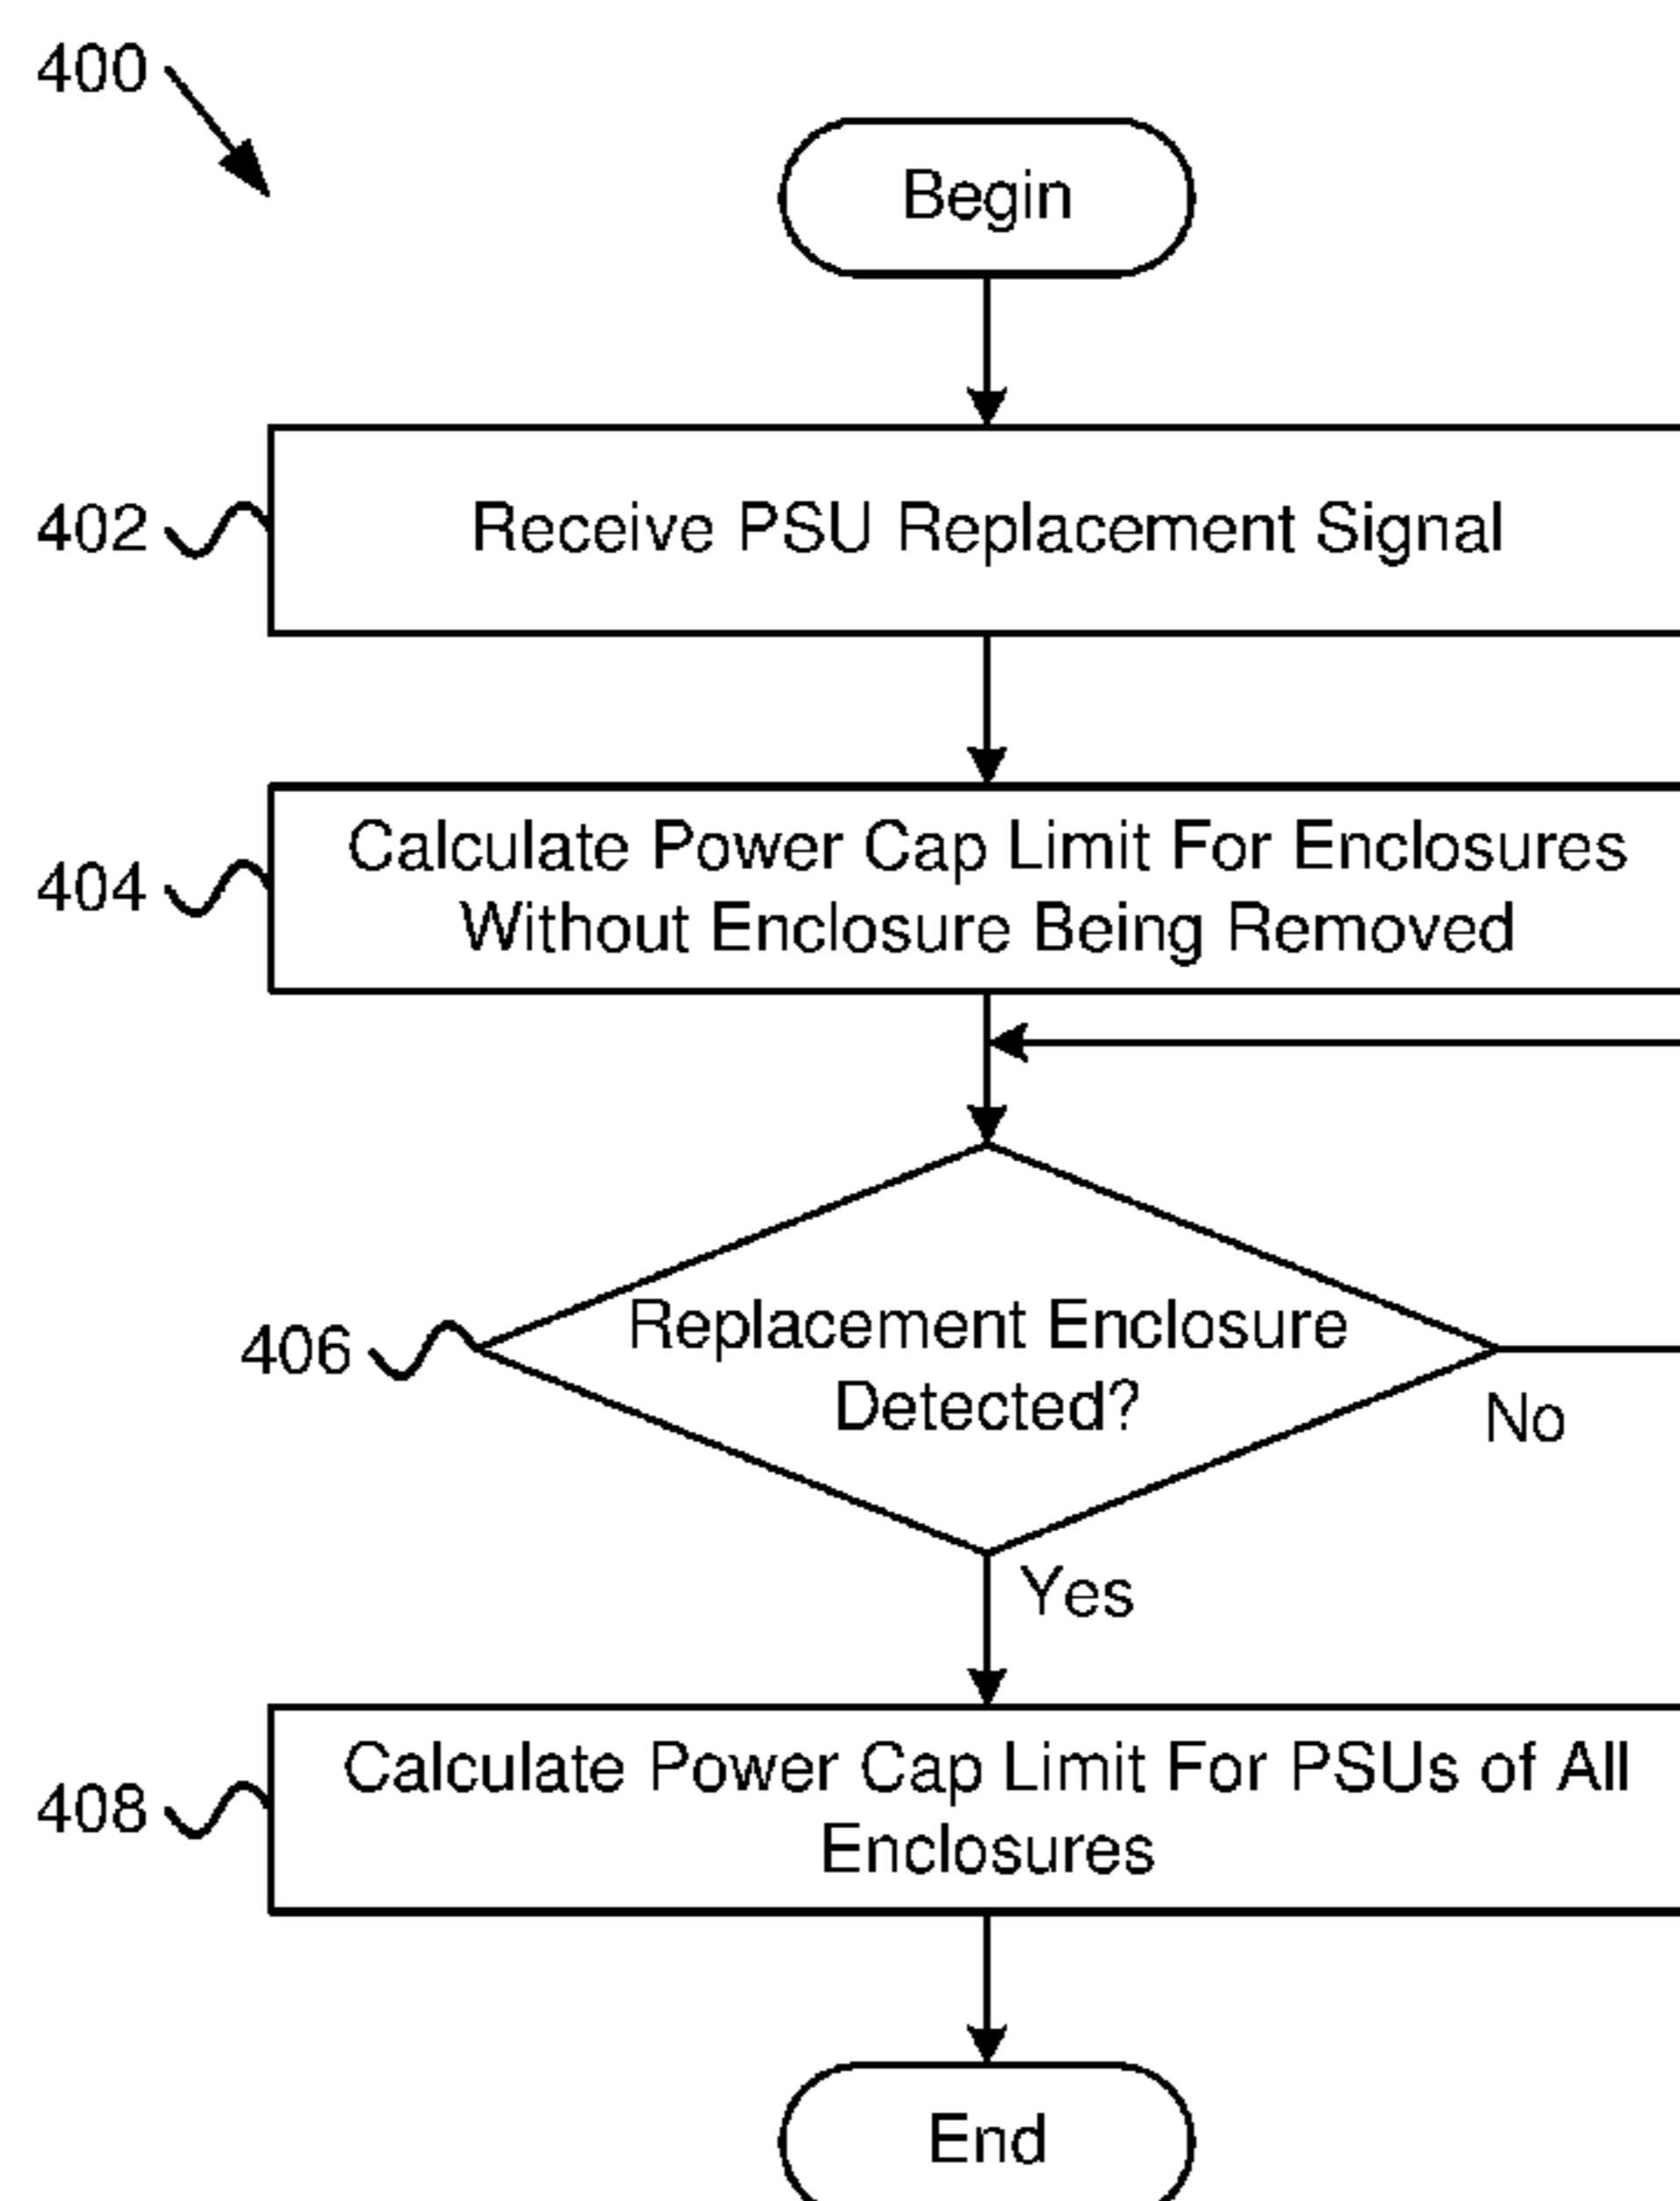 400
Begin
402
Receive PSU Replacement Signal
404
Calculate Power Cap Limit For Enclosures
Without Enclosure Being Removed
406
Replacement Enclosure
Detected?
No
Yes
408
Calculate Power Cap Limit For PSUs of All
Enclosures
End